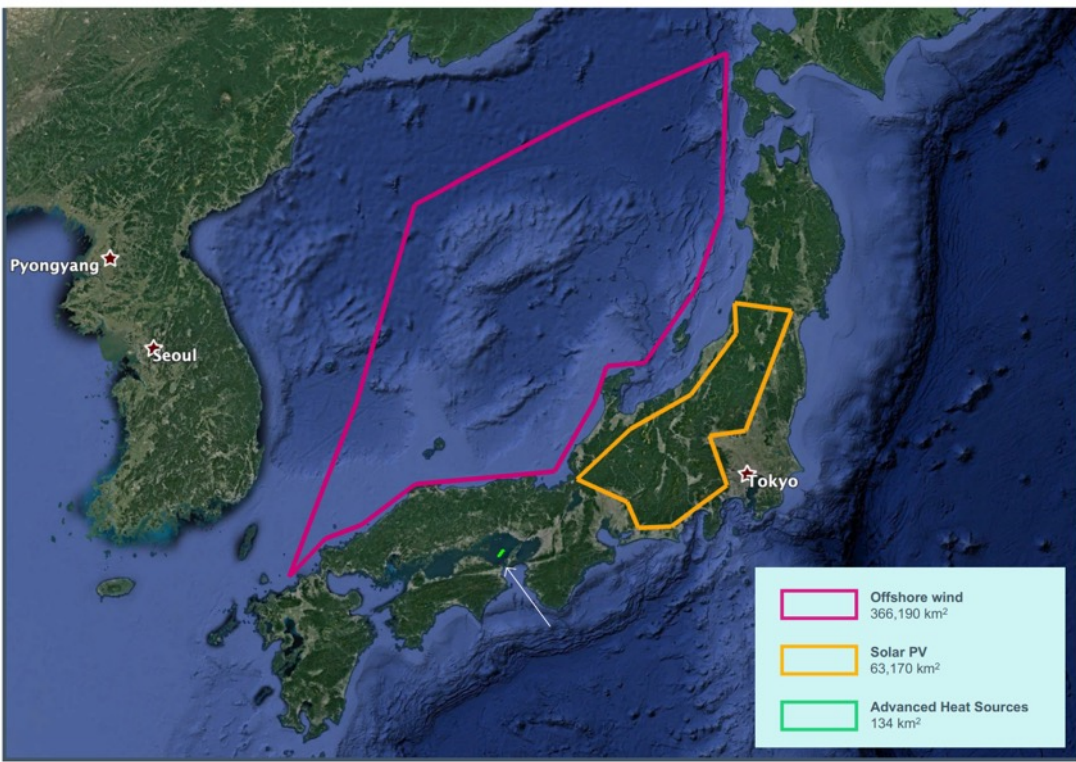 Pyongyang
Seoul
Tokyo
Offshore wind
366,190 km²
Solar PV
63,170 km²
Advanced Heat Sources
134 km²